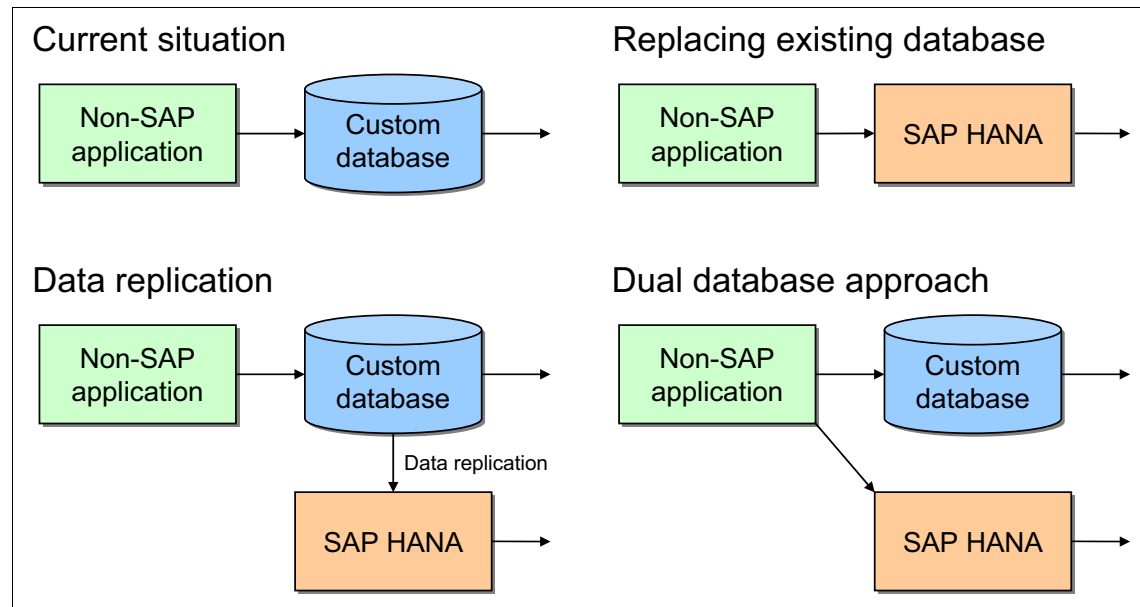 Current situation
Non-SAP
application
Custom
database
Replacing existing database
Non-SAP
application
SAP HANA
Data replication
Non-SAP
application
Custom
database
Data replication
SAP HANA
Dual database approach
Non-SAP
application
Custom
database
SAP HANA